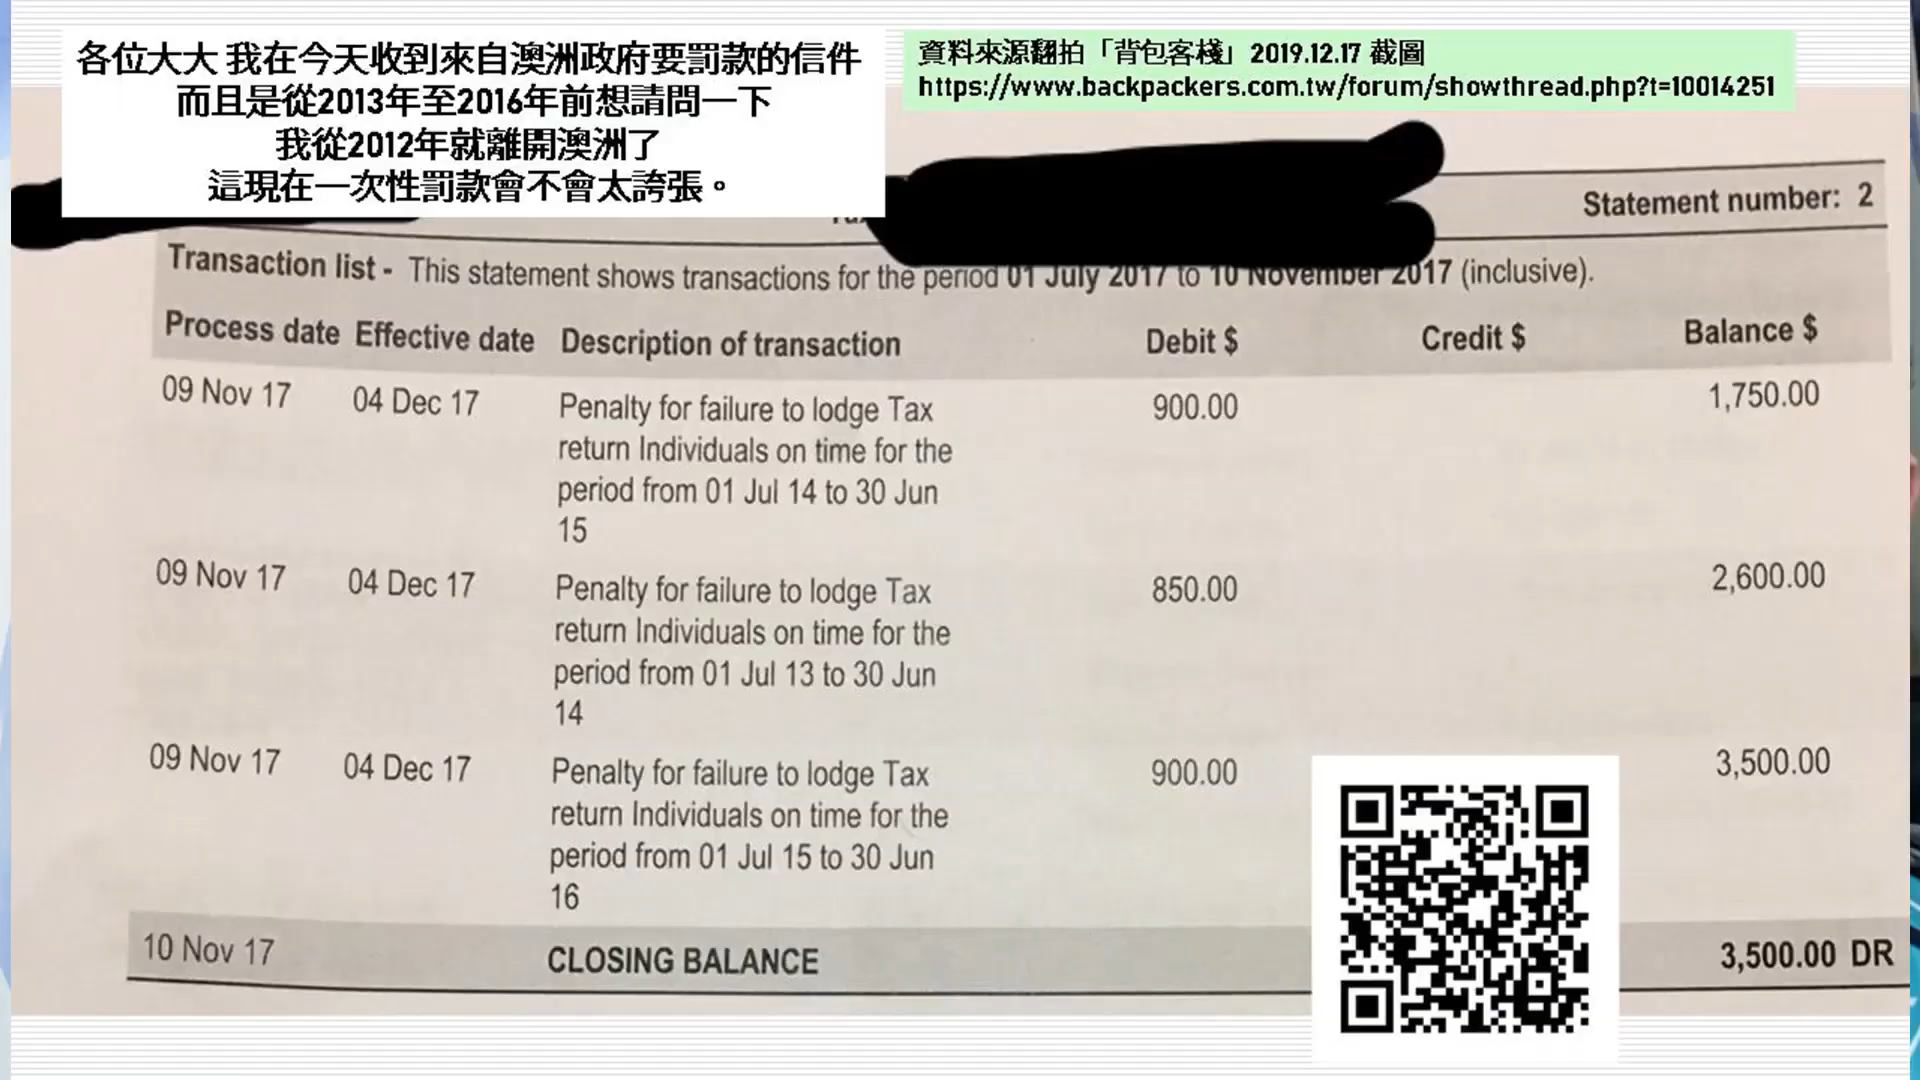 各位大大 我在今天收到來自澳洲政府要罰款的信件
而且是從2013年至2016年前想請問一下
我從2012年就離開澳洲了
這現在一次性罰款會不會太誇張。
資料來源翻拍「背包客棧」2019.12.17 截圖
https://www.backpackers.com.tw/forum/showthread.php?t=10014251
Statement number: 2
Transaction list - This statement shows transactions for the period 01 July 2017 to 10 November 2017 (inclusive).
Process date Effective date Description of transaction Debit $ Credit $ Balance $
09 Nov 17 04 Dec 17 Penalty for failure to lodge Tax 900.00 1,750.00
return Individuals on time for the
period from 01 Jul 14 to 30 Jun
15
09 Nov 17 04 Dec 17 Penalty for failure to lodge Tax 850.00 2,600.00
return Individuals on time for the
period from 01 Jul 13 to 30 Jun
14
09 Nov 17 04 Dec 17 Penalty for failure to lodge Tax 900.00 3,500.00
return Individuals on time for the
period from 01 Jul 15 to 30 Jun
16
10 Nov 17 CLOSING BALANCE 3,500.00 DR